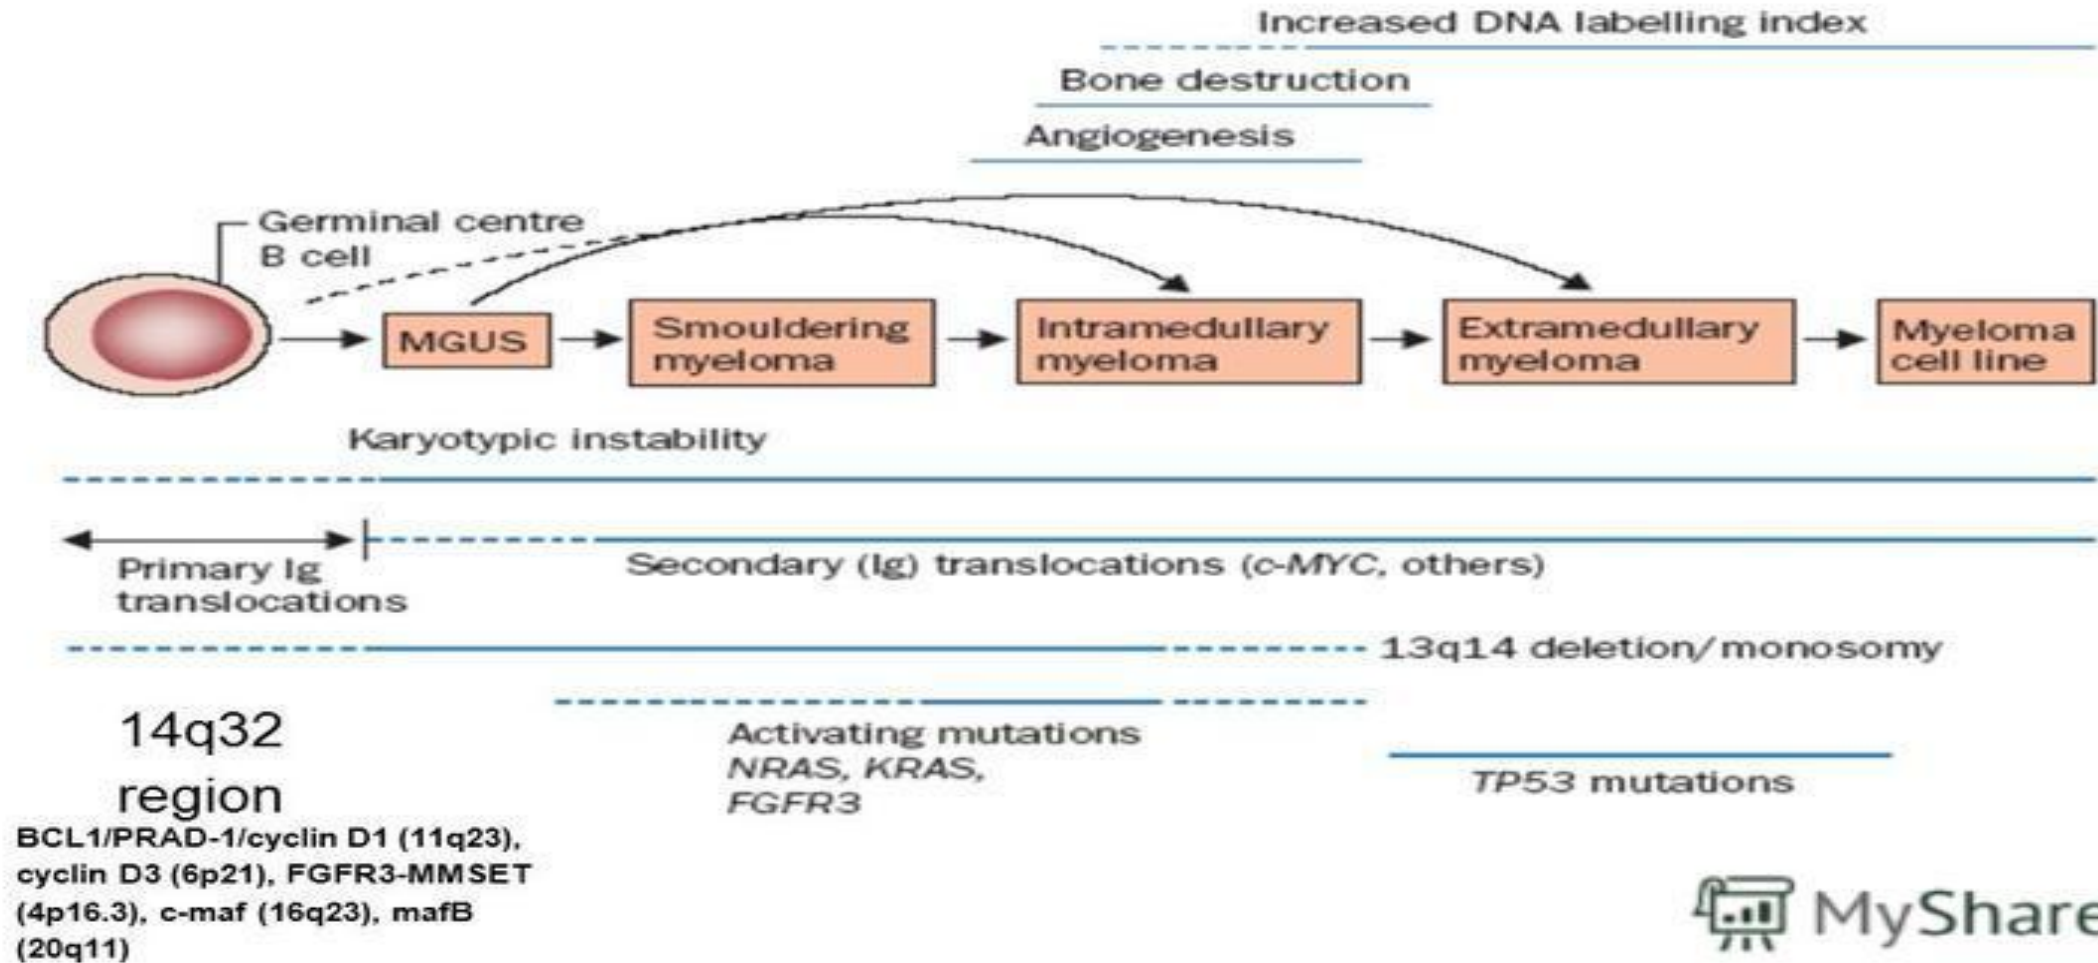 Increased DNA labelling index
Bone destruction
Angiogenesis
Germinal centre
B cell
MGUS
Smouldering
myeloma
Intramedullary
myeloma
Extramedullary
myeloma
Myeloma
cell line
Karyotypic instability
Primary Ig
translocations
Secondary (Ig) translocations (c-MYC, others)
13q14 deletion/monosomy
14q32
region
Activating mutations
NRAS, KRAS,
FGFR3
TP53 mutations
BCL1/PRAD-1/cyclin D1 (11q23),
cyclin D3 (6p21), FGFR3-MMSET
(4p16.3), c-maf (16q23), mafB
(20q11)
MyShare